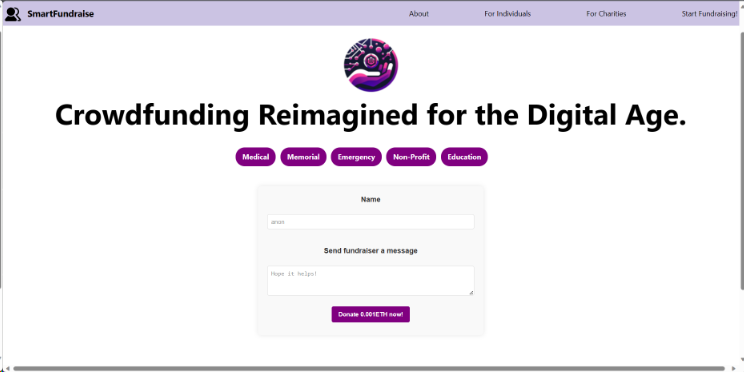 SmartFundraise
About
For Individuals
For Charities
Start Fundraising!
Crowdfunding Reimagined for the Digital Age.
Medical
Memorial
Emergency
Non-Profit
Education
Name
anon
Send fundraiser a message
Hope it helps!
Donate 0.001ETH now!